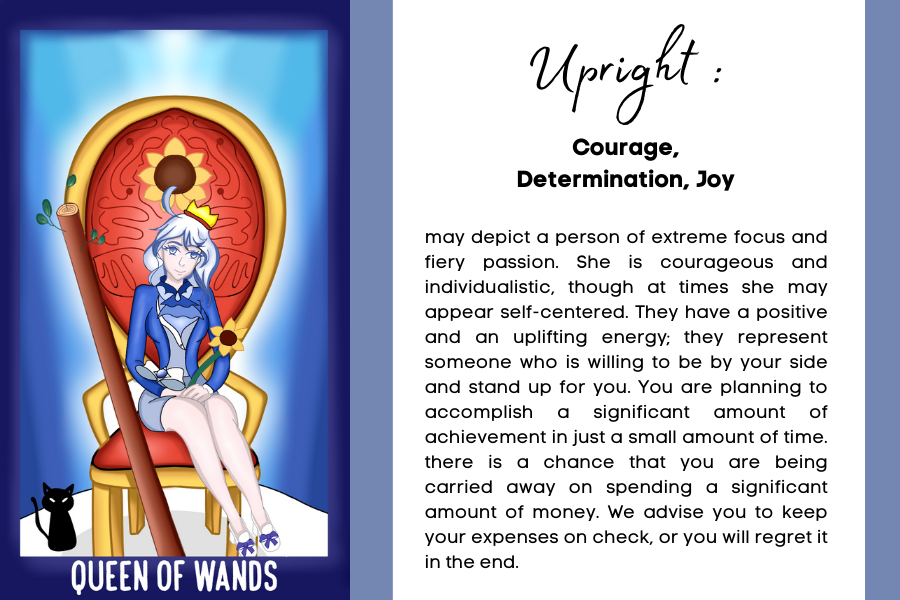 QUEEN OF WANDS
Upright :
Courage,
Determination, Joy
may depict a person of extreme focus and
fiery passion. She is courageous and
individualistic, though at times she may
appear self-centered. They have a positive
and an uplifting energy; they represent
someone who is willing to be by your side
and stand up for you. You are planning to
accomplish a significant amount of
achievement in just a small amount of time.
there is a chance that you are being
carried away on spending a significant
amount of money. We advise you to keep
your expenses on check, or you will regret it
in the end.